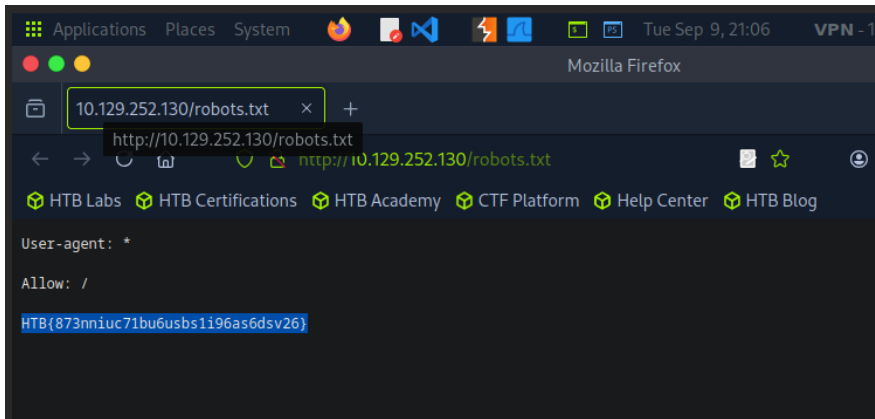 Applications Places System Tue Sep 9, 21:06 VPN - 1
Mozilla Firefox
10.129.252.130/robots.txt × +
http://10.129.252.130/robots.txt
http://10.129.252.130/robots.txt
HTB Labs HTB Certifications HTB Academy CTF Platform Help Center HTB Blog
User-agent: *
Allow: /
HTB{873nniuc71bu6usbs1i96as6dsv26}